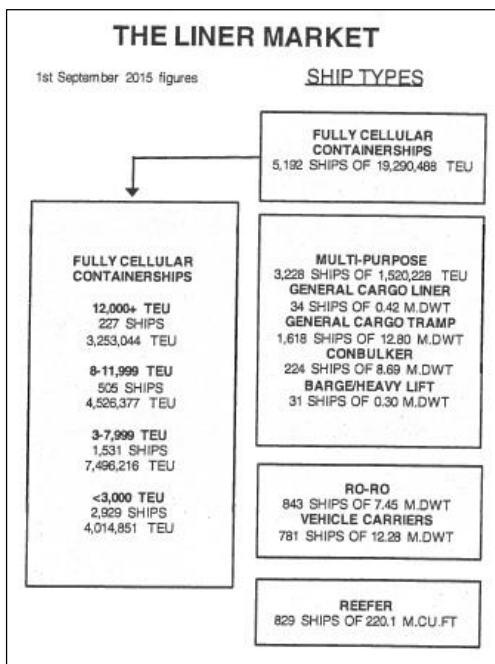 THE LINER MARKET
1st September 2015 figures
SHIP TYPES
FULLY CELLULAR
CONTAINERSHIPS
5,192 SHIPS OF 19,290,488 TEU
FULLY CELLULAR
CONTAINERSHIPS
12,000+ TEU
227 SHIPS
3,253,044 TEU
8-11,999 TEU
505 SHIPS
4,526,377 TEU
3-7,999 TEU
1,531 SHIPS
7,496,216 TEU
<3,000 TEU
2,929 SHIPS
4,014,851 TEU
MULTI-PURPOSE
3,228 SHIPS OF 1,520,228 TEU
GENERAL CARGO LINER
34 SHIPS OF 0.42 M.DWT
GENERAL CARGO TRAMP
1,618 SHIPS OF 12.80 M.DWT
CONBULKER
224 SHIPS OF 8.69 M.DWT
BARGE/HEAVY LIFT
31 SHIPS OF 0.30 M.DWT
RO-RO
843 SHIPS OF 7.45 M.DWT
VEHICLE CARRIERS
781 SHIPS OF 12.28 M.DWT
REEFER
829 SHIPS OF 220.1 M.CU.FT